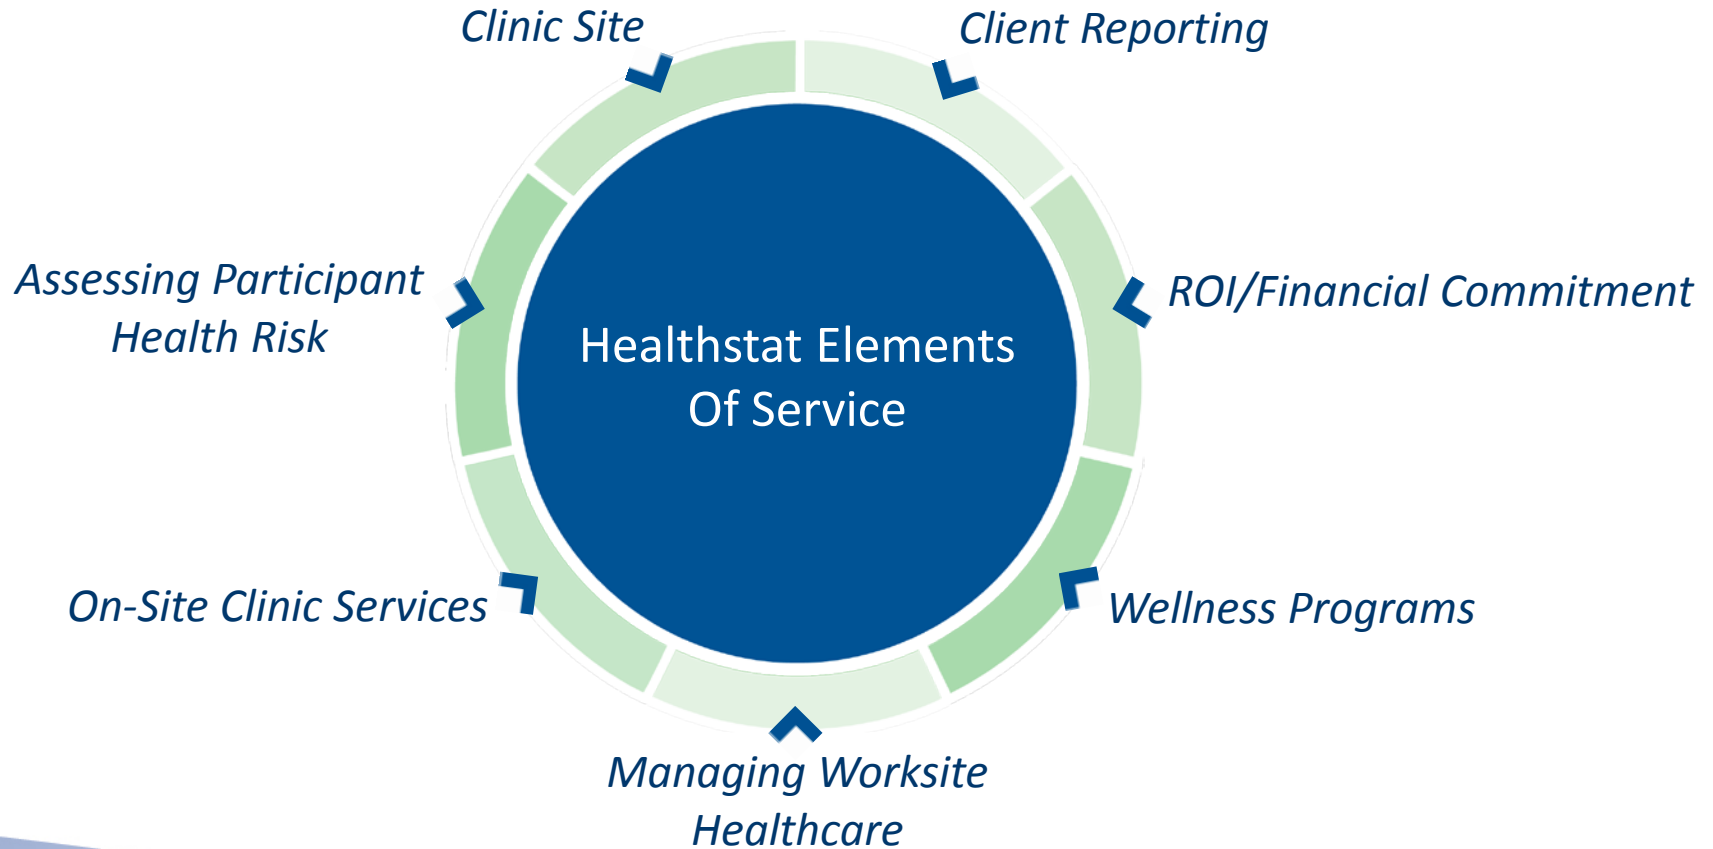 Clinic Site
Client Reporting
Assessing Participant
Health Risk
ROI/Financial Commitment
Healthstat Elements
Of Service
On-Site Clinic Services
Wellness Programs
Managing Worksite
Healthcare